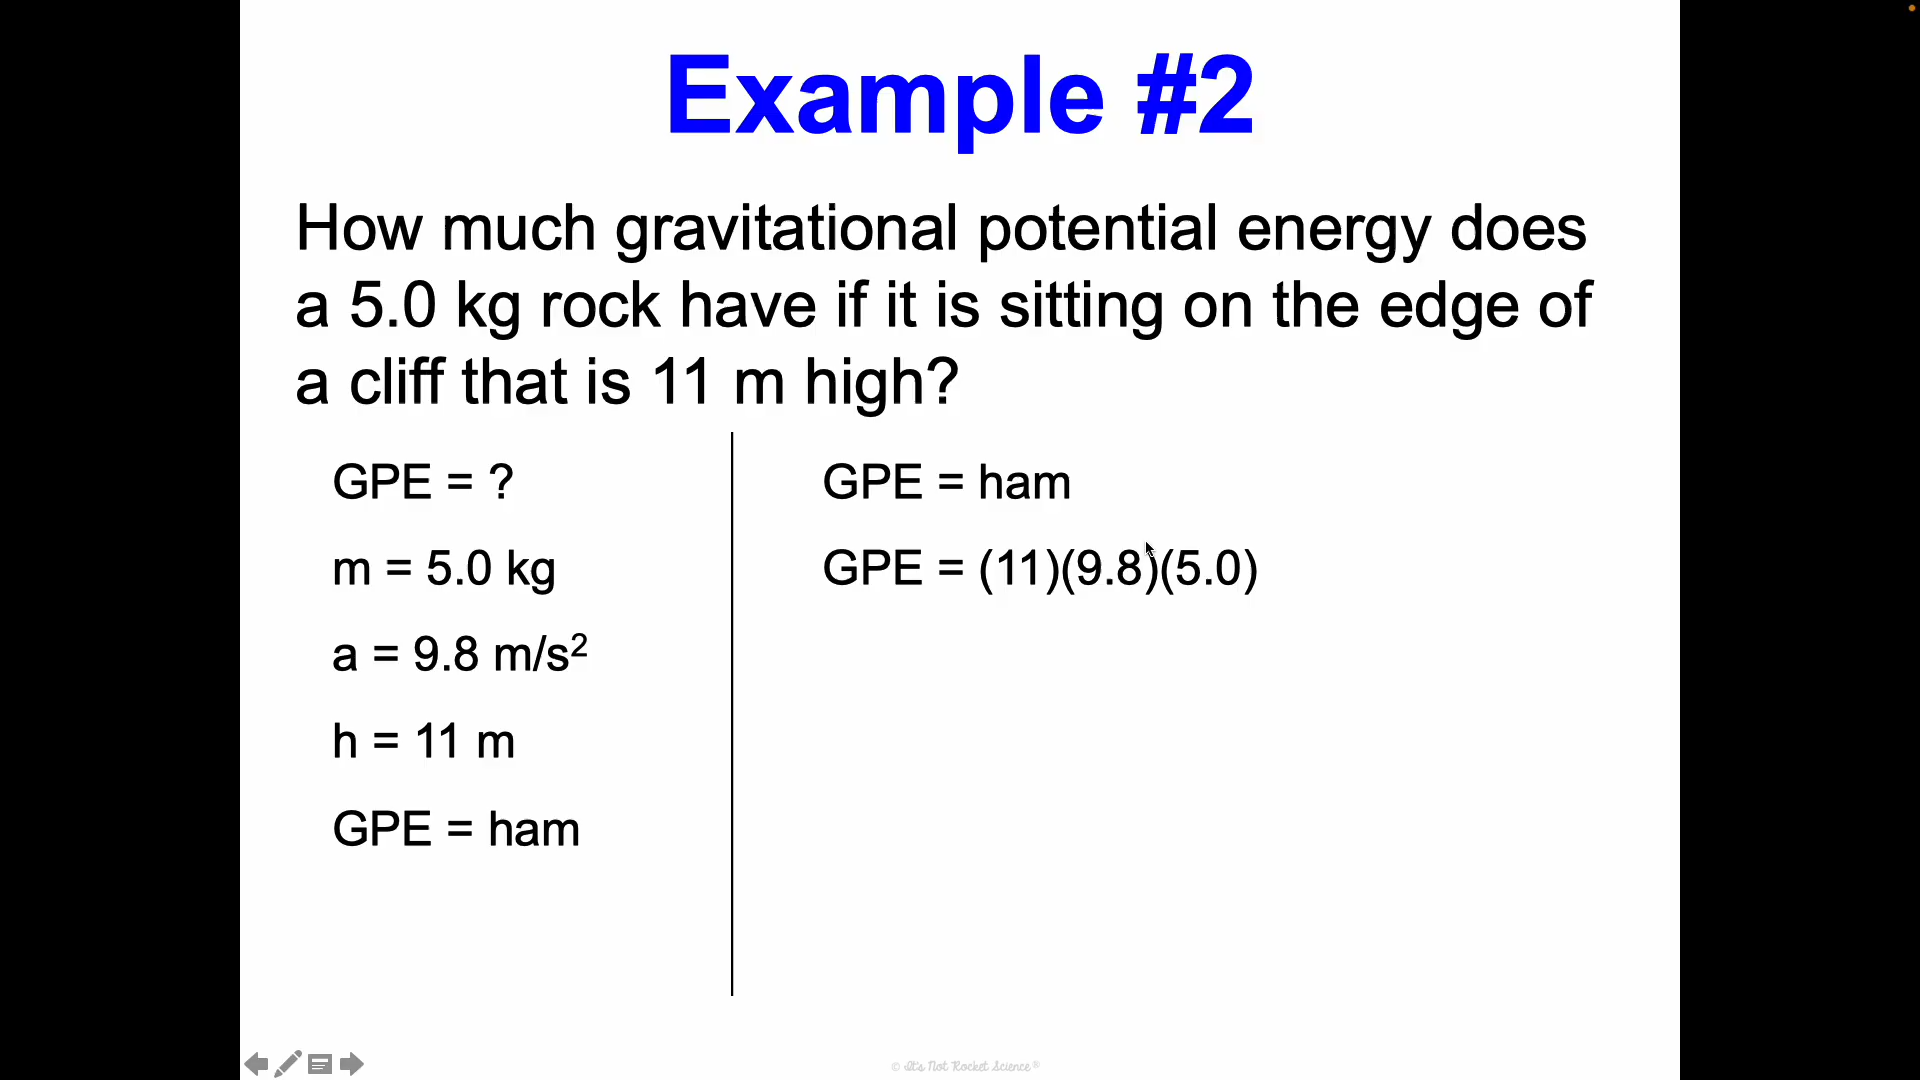 Example #2
How much gravitational potential energy does
a 5.0 kg rock have if it is sitting on the edge of
a cliff that is 11 m high?
GPE = ?
m = 5.0 kg
a = 9.8 m/s²
h = 11 m
GPE = ham
GPE = ham
GPE = (11)(9.8)(5.0)
© It's Not Rocket Science®